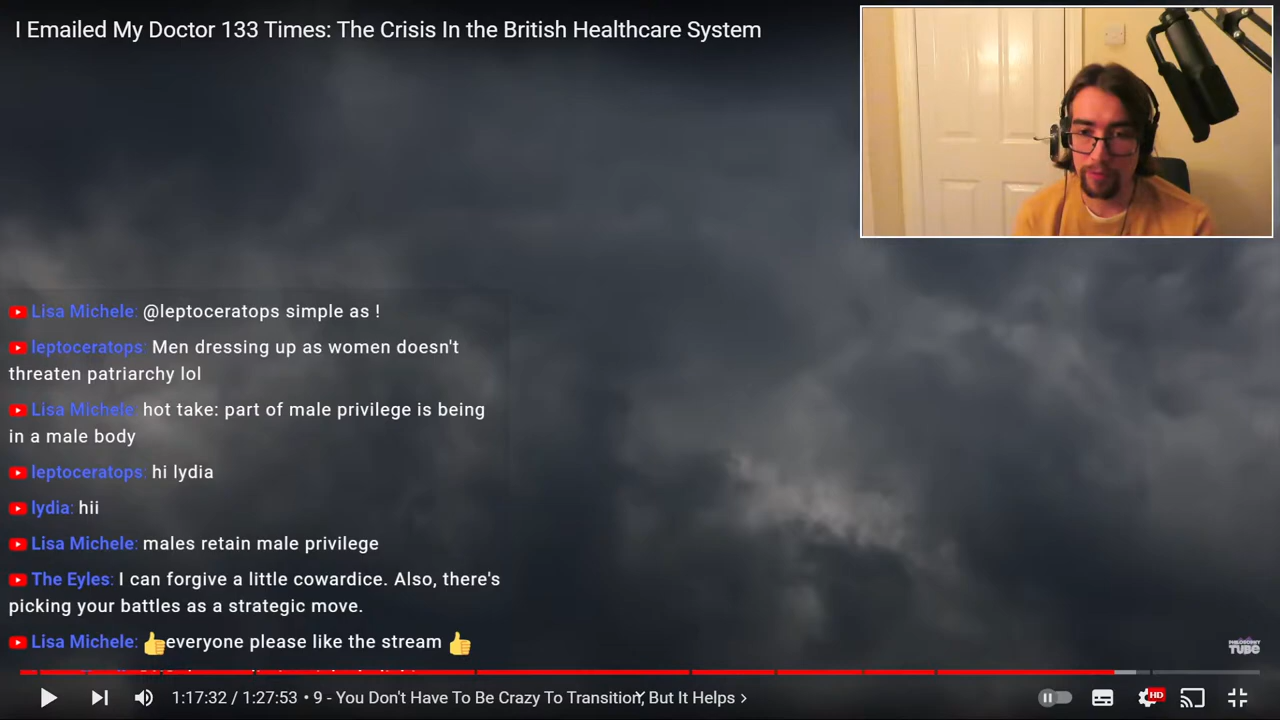 I Emailed My Doctor 133 Times: The Crisis In the British Healthcare System
Lisa Michele: @leptoceratops simple as !
leptoceratops: Men dressing up as women doesn't
threaten patriarchy lol
Lisa Michele: hot take: part of male privilege is being
in a male body
leptoceratops: hi lydia
lydia: hii
Lisa Michele: males retain male privilege
The Eyles: I can forgive a little cowardice. Also, there's
picking your battles as a strategic move.
Lisa Michele: 👍everyone please like the stream 👍
PHILOSOPHY
TUBE
1:17:32 / 1:27:53 • 9 - You Don't Have To Be Crazy To Transition, But It Helps >
HD